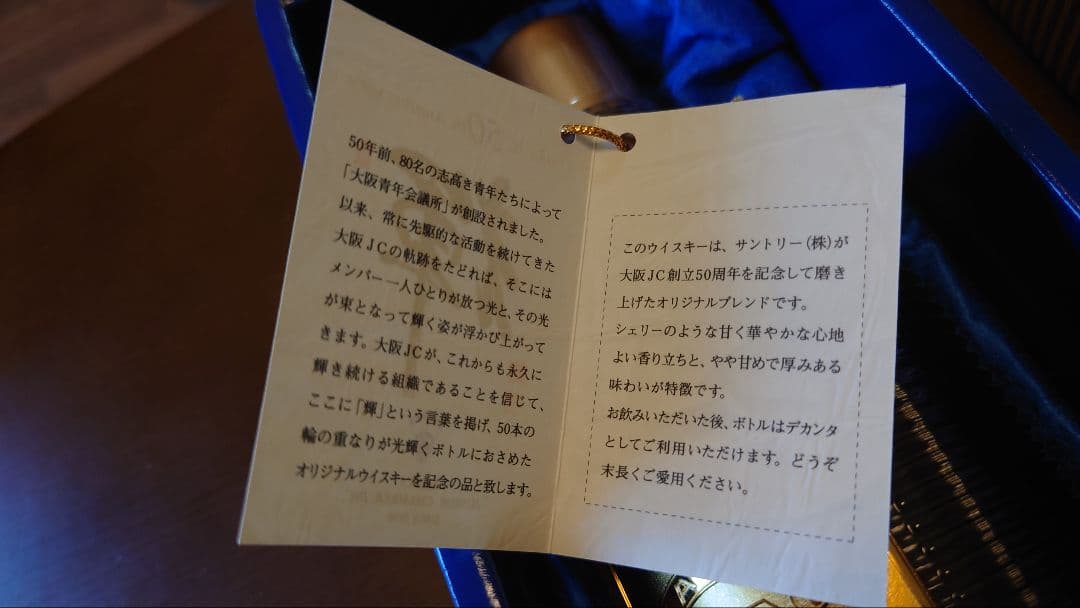 50年前、80名の志高き青年たちによって
「大阪青年会議所」が創設されました。
以来、常に先駆的な活動を続けてきた
大阪JCの軌跡をたどれば、そこには
メンバー一人ひとりが放つ光と、その光
が束となって輝く姿が浮かび上がって
きます。大阪JCが、これからも永久に
輝き続ける組織であることを信じて、
ここに「輝」という言葉を掲げ、50本の
輪の重なりが光輝くボトルにおさめた
オリジナルウイスキーを記念の品と致します。
このウイスキーは、サントリー(株)が
大阪JC創立50周年を記念して磨き
上げたオリジナルブレンドです。
シェリーのような甘く華やかな心地
よい香り立ちと、やや甘めで厚みある
味わいが特徴です。
お飲みいただいた後、ボトルはデカンタ
としてご利用いただけます。どうぞ
末長くご愛用ください。